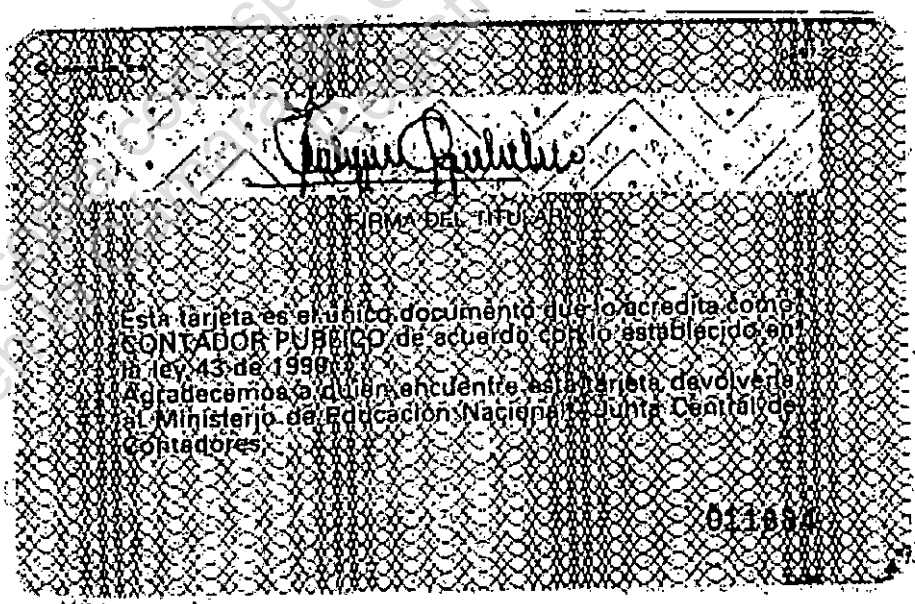 FIRMA DEL TITULAR
Esta tarjeta es el único documento que lo acredita como
CONTADOR PUBLICO de acuerdo con lo establecido en
la ley 43 de 1990.
Agradecemos a quien encuentre esta tarjeta devolverla
al Ministerio de Educación Nacional - Junta Central de
Contadores.